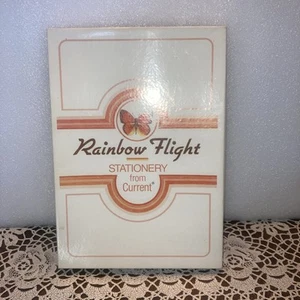 Rainbow Flight
STATIONERY
from
Current®